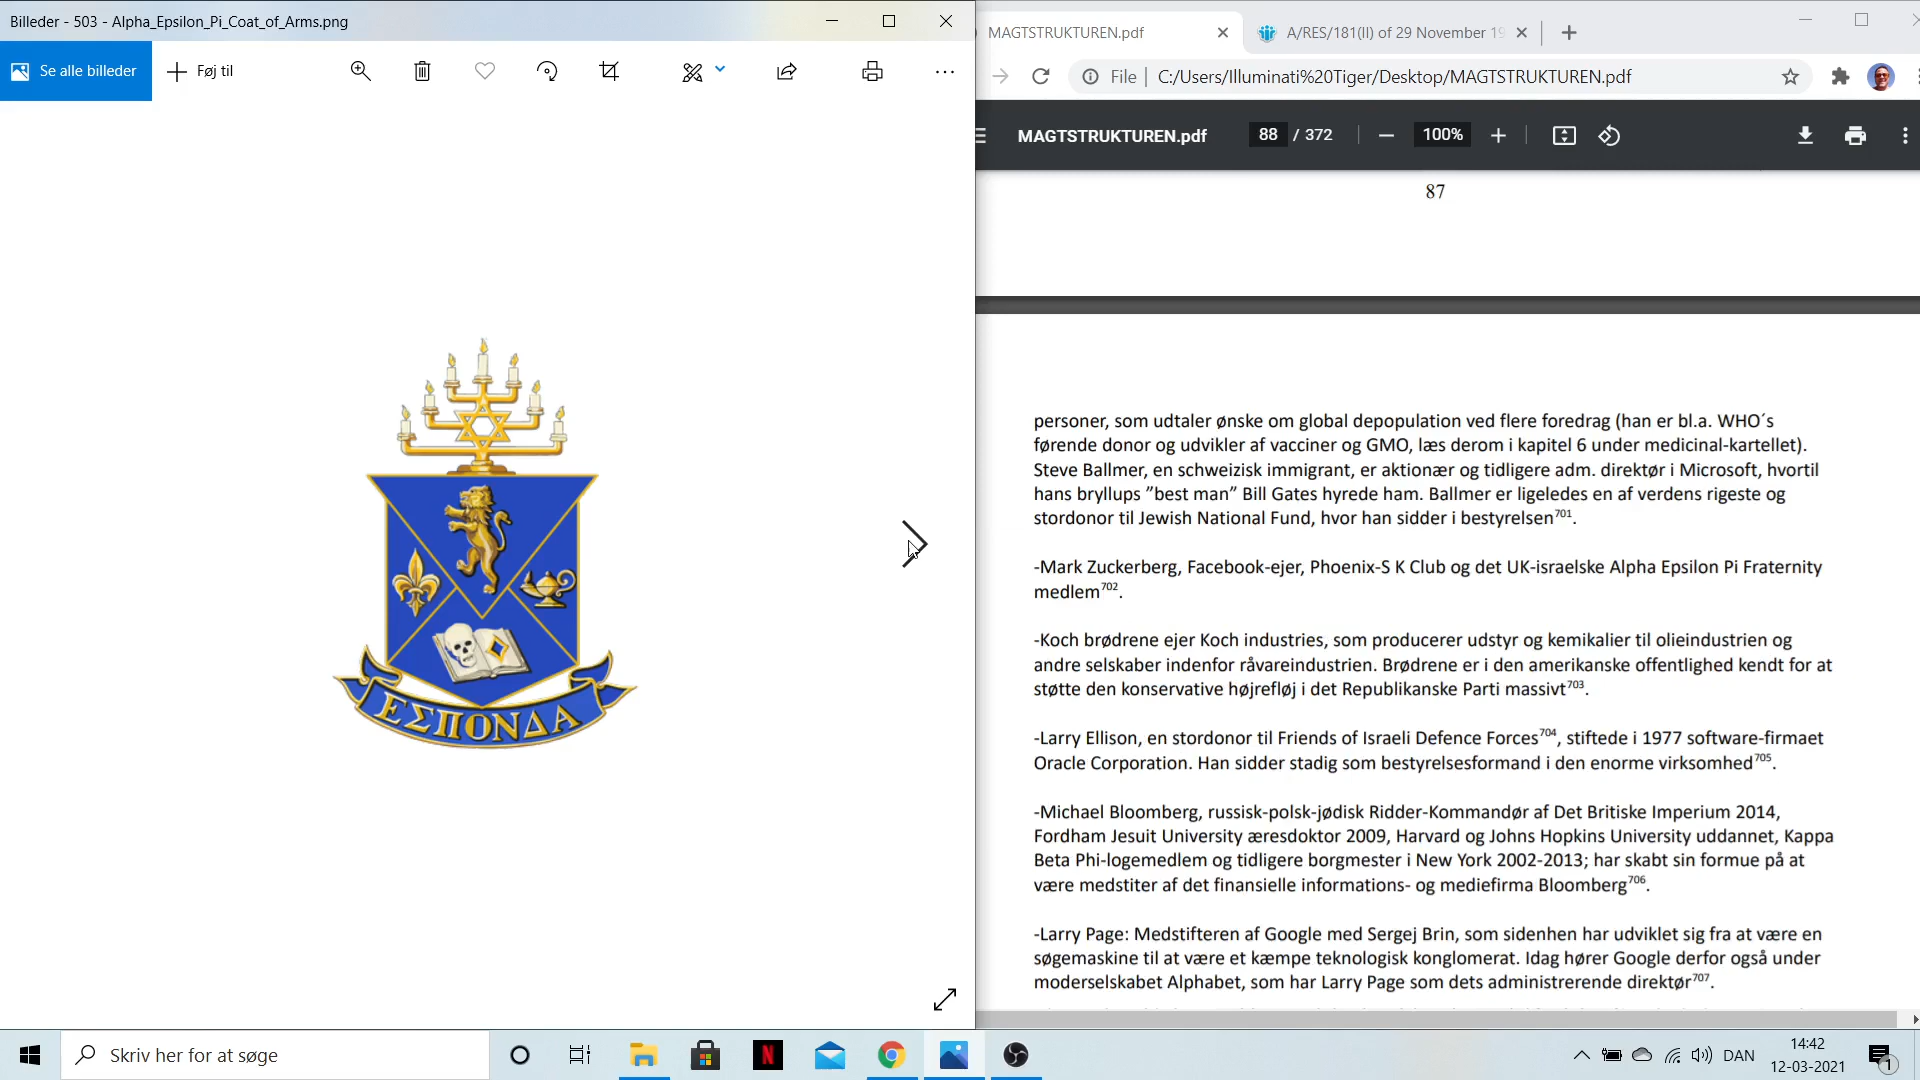 Billeder - 503 - Alpha_Epsilon_Pi_Coat_of_Arms.png
Se alle billeder
Føj til
ΕΣΠΟΝΔΑ
MAGTSTRUKTUREN.pdf
A/RES/181(II) of 29 November 19
File
C:/Users/Illuminati%20Tiger/Desktop/MAGTSTRUKTUREN.pdf
MAGTSTRUKTUREN.pdf
88 / 372
100%
87
personer, som udtaler ønske om global depopulation ved flere foredrag (han er bl.a. WHO´s
førende donor og udvikler af vacciner og GMO, læs derom i kapitel 6 under medicinal-kartellet).
Steve Ballmer, en schweizisk immigrant, er aktionær og tidligere adm. direktør i Microsoft, hvortil
hans bryllups ”best man” Bill Gates hyrede ham. Ballmer er ligeledes en af verdens rigeste og
stordonor til Jewish National Fund, hvor han sidder i bestyrelsen701.
-Mark Zuckerberg, Facebook-ejer, Phoenix-S K Club og det UK-israelske Alpha Epsilon Pi Fraternity
medlem702.
-Koch brødrene ejer Koch industries, som producerer udstyr og kemikalier til olieindustrien og
andre selskaber indenfor råvareindustrien. Brødrene er i den amerikanske offentlighed kendt for at
støtte den konservative højrefløj i det Republikanske Parti massivt703.
-Larry Ellison, en stordonor til Friends of Israeli Defence Forces704, stiftede i 1977 software-firmaet
Oracle Corporation. Han sidder stadig som bestyrelsesformand i den enorme virksomhed705.
-Michael Bloomberg, russisk-polsk-jødisk Ridder-Kommandør af Det Britiske Imperium 2014,
Fordham Jesuit University æresdoktor 2009, Harvard og Johns Hopkins University uddannet, Kappa
Beta Phi-logemedlem og tidligere borgmester i New York 2002-2013; har skabt sin formue på at
være medstiter af det finansielle informations- og mediefirma Bloomberg706.
-Larry Page: Medstifteren af Google med Sergej Brin, som sidenhen har udviklet sig fra at være en
søgemaskine til at være et kæmpe teknologisk konglomerat. Idag hører Google derfor også under
moderselskabet Alphabet, som har Larry Page som dets administrerende direktør707.
Skriv her for at søge
N
DAN
14:42
12-03-2021
1